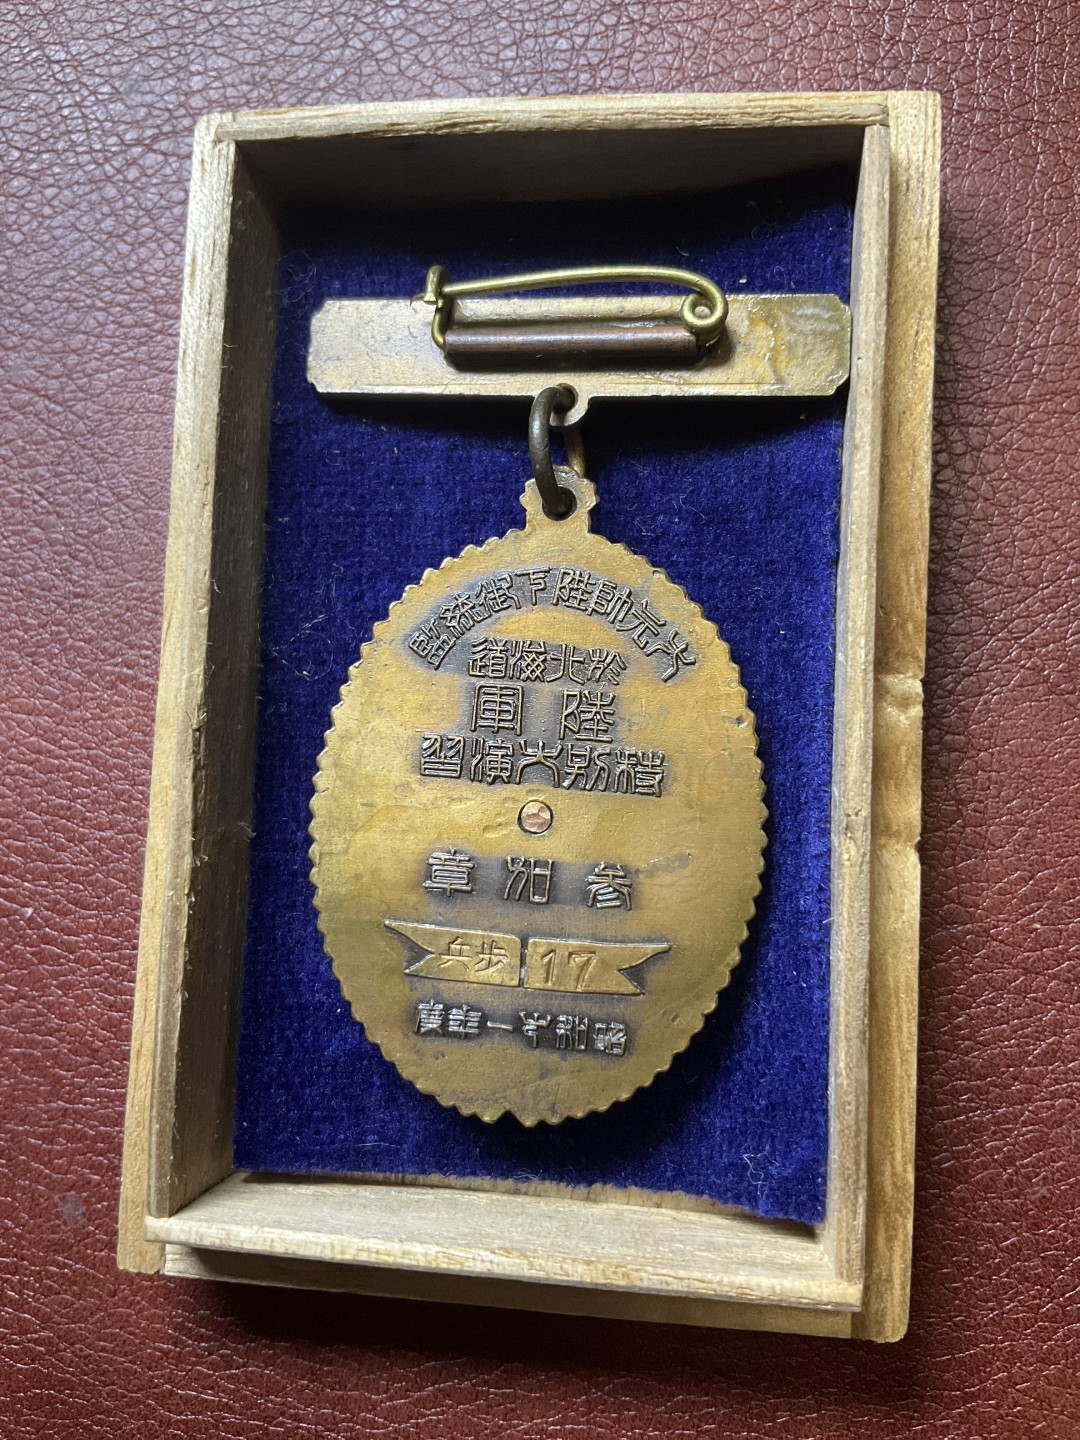 大元帥陛下御統監
於北海道
陸軍
特別大演習
参加章
17 歩兵
昭和十一年度